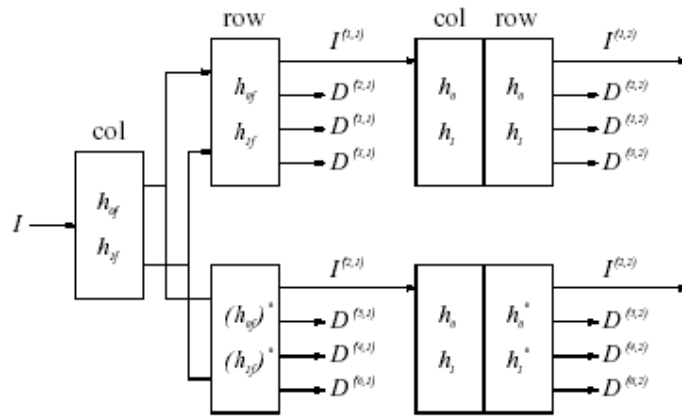 row
col row
I^(1,1)
I^(1,2)
h_0f
D^(2,1)
h_0 h_0
D^(2,2)
h_1f
D^(1,1)
h_1 h_1
D^(1,2)
D^(3,1)
D^(3,2)
col
I
h_0f
h_1f
I^(2,1)
I^(2,2)
(h_0f)*
D^(5,1)
h_0 h_0*
D^(5,2)
(h_1f)*
D^(4,1)
h_1 h_1*
D^(4,2)
D^(6,1)
D^(6,2)